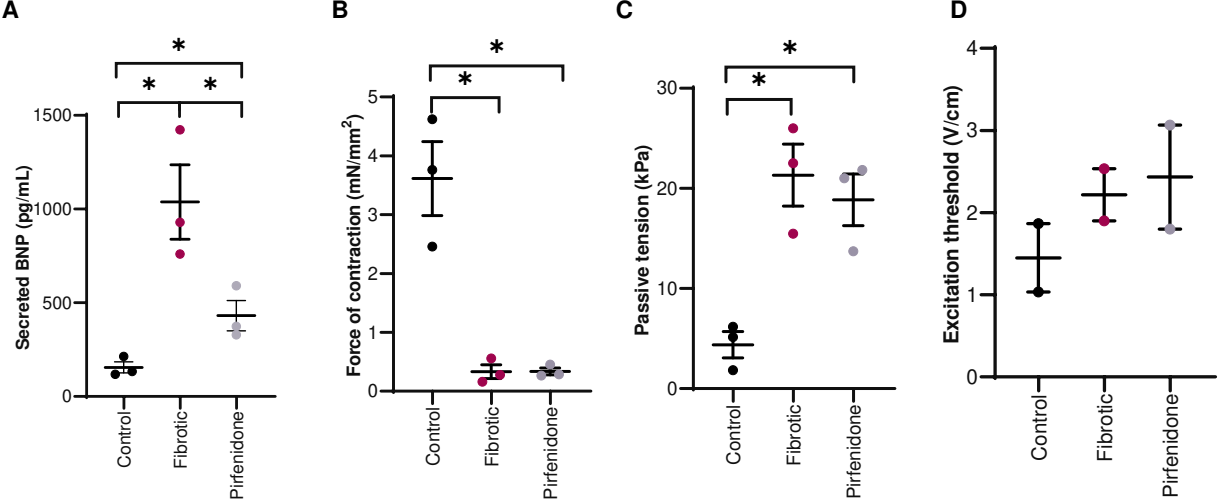 A
Secreted BNP (pg/mL)
1500
1000
500
0
* 
* *
Control
Fibrotic
Pirfenidone
B
Force of contraction (mN/mm²)
5
4
3
2
1
0
*
*
Control
Fibrotic
Pirfenidone
C
Passive tension (kPa)
30
20
10
0
*
*
Control
Fibrotic
Pirfenidone
D
Excitation threshold (V/cm)
4
3
2
1
0
Control
Fibrotic
Pirfenidone